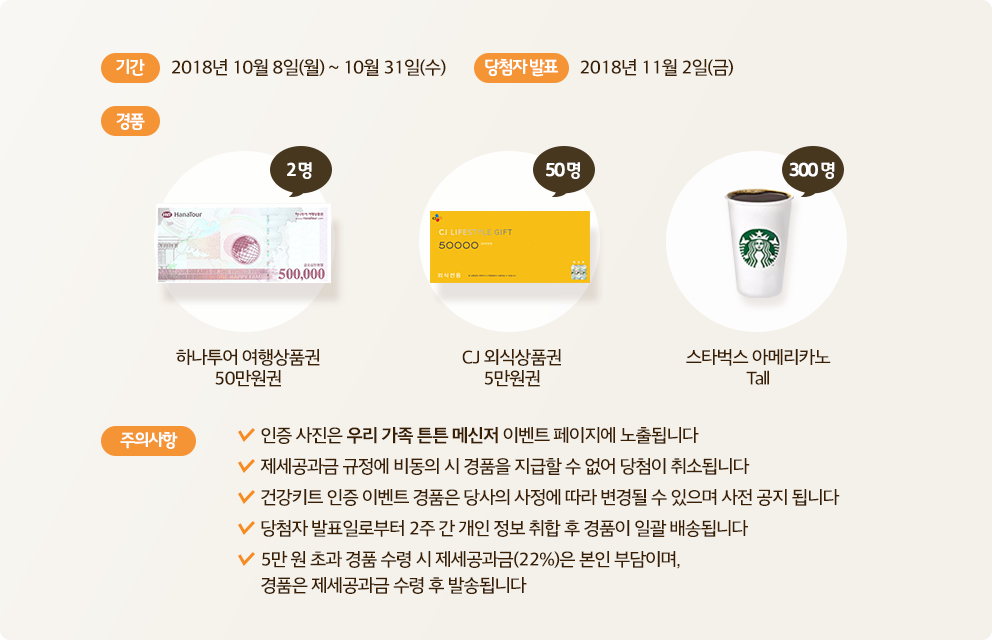 기간 2018년 10월 8일(월) ~ 10월 31일(수) 당첨자 발표 2018년 11월 2일(금)
경품
2 명 50 명 300 명
HanaTour
500,000
CJ LIFESTYLE GIFT
50000
외식전용
하나투어 여행상품권
50만원권
CJ 외식상품권
5만원권
스타벅스 아메리카노
Tall
주의사항
인증 사진은 우리 가족 튼튼 메신저 이벤트 페이지에 노출됩니다
제세공과금 규정에 비동의 시 경품을 지급할 수 없어 당첨이 취소됩니다
건강키트 인증 이벤트 경품은 당사의 사정에 따라 변경될 수 있으며 사전 공지 됩니다
당첨자 발표일로부터 2주 간 개인 정보 취합 후 경품이 일괄 배송됩니다
5만 원 초과 경품 수령 시 제세공과금(22%)은 본인 부담이며,
경품은 제세공과금 수령 후 발송됩니다